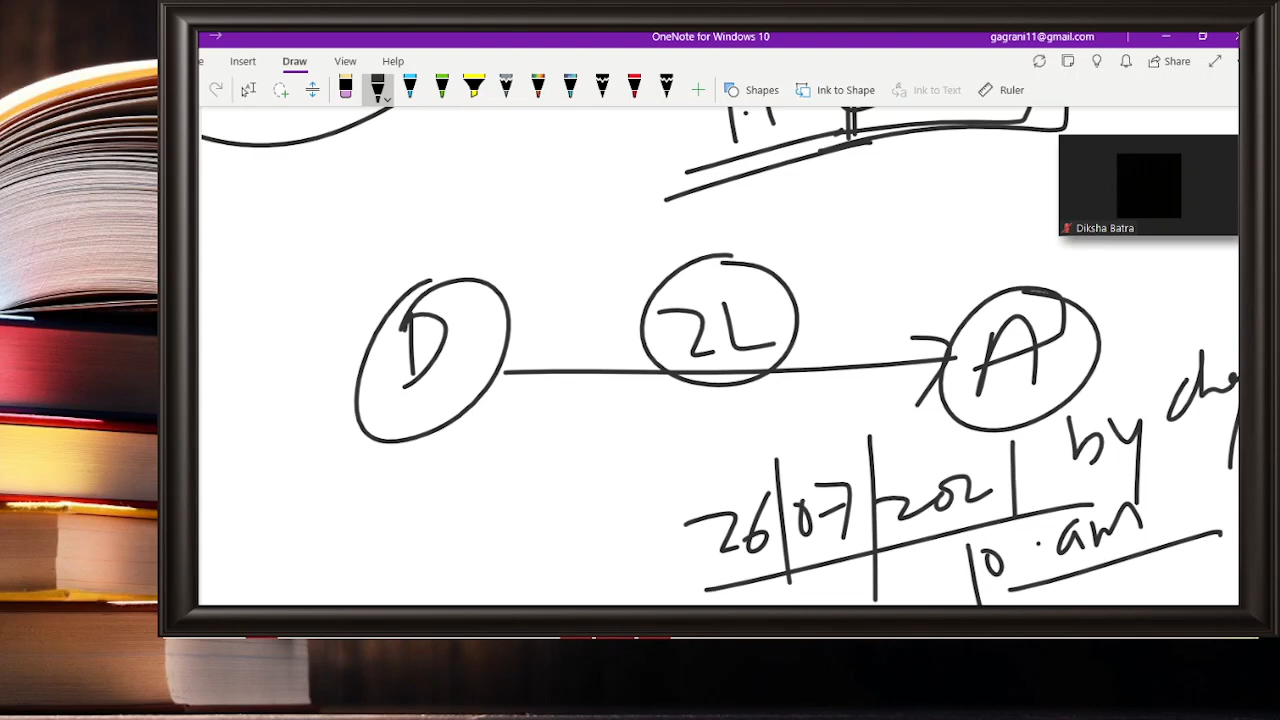 OneNote for Windows 10
gagrani11@gmail.com
Insert Draw View Help
Share
Shapes Ink to Shape Ink to Text Ruler
Diksha Batra
D 2L A
by
26/07/2021
10 am